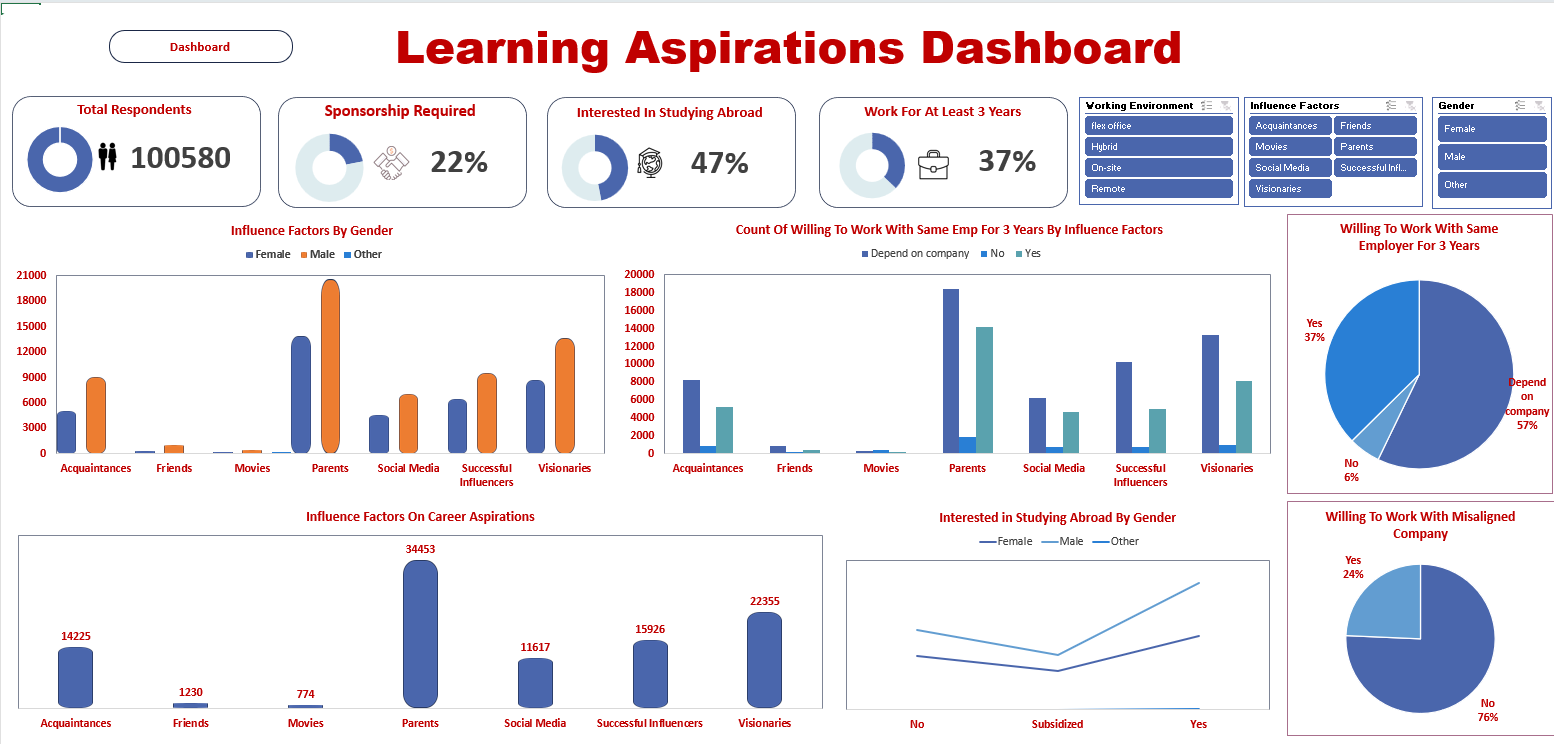 Dashboard
Learning Aspirations Dashboard
Total Respondents
100580
Sponsorship Required
22%
Interested In Studying Abroad
47%
Work For At Least 3 Years
37%
Working Environment
flex office
Hybrid
On-site
Remote
Influence Factors
Acquaintances
Friends
Movies
Parents
Social Media
Successful Infl...
Visionaries
Gender
Female
Male
Other
Influence Factors By Gender
Female Male Other
21000
18000
15000
12000
9000
6000
3000
0
Acquaintances Friends Movies Parents Social Media Successful Visionaries
Influencers
Count Of Willing To Work With Same Emp For 3 Years By Influence Factors
Depend on company No Yes
20000
18000
16000
14000
12000
10000
8000
6000
4000
2000
0
Acquaintances Friends Movies Parents Social Media Successful Visionaries
Influencers
Willing To Work With Same
Employer For 3 Years
Yes
37%
Depend
on
company
57%
No
6%
Influence Factors On Career Aspirations
14225
1230
774
34453
11617
15926
22355
Acquaintances Friends Movies Parents Social Media Successful Influencers Visionaries
Interested in Studying Abroad By Gender
Female Male Other
No Subsidized Yes
Willing To Work With Misaligned
Company
Yes
24%
No
76%